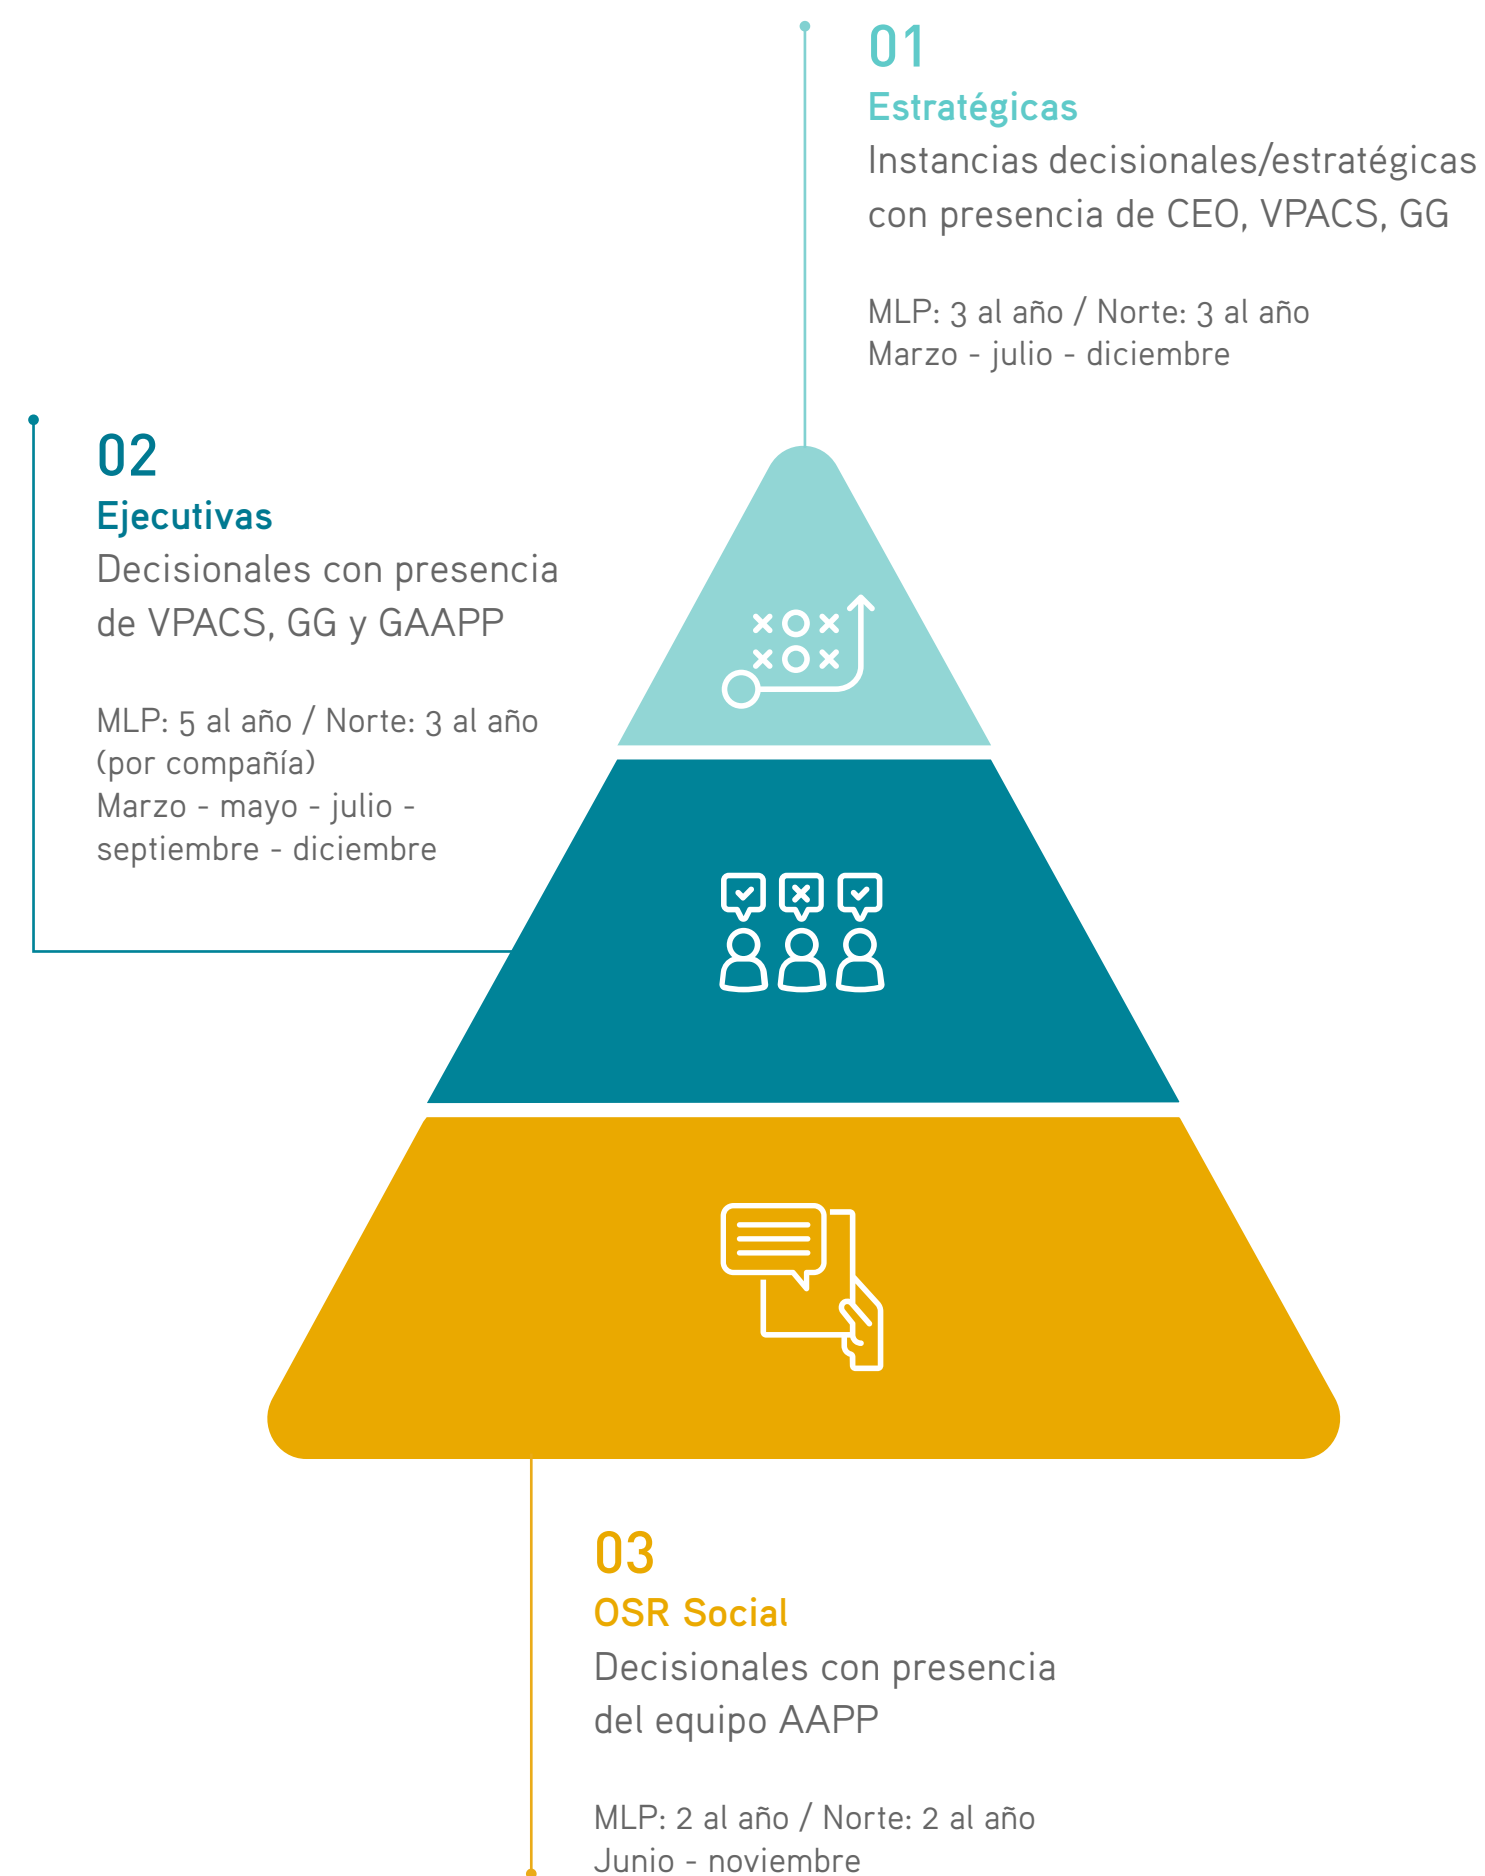 01
Estratégicas
Instancias decisionales/estratégicas
con presencia de CEO, VPACS, GG
MLP: 3 al año / Norte: 3 al año
Marzo - julio - diciembre
02
Ejecutivas
Decisionales con presencia
de VPACS, GG y GAAPP
MLP: 5 al año / Norte: 3 al año
(por compañía)
Marzo - mayo - julio -
septiembre - diciembre
03
OSR Social
Decisionales con presencia
del equipo AAPP
MLP: 2 al año / Norte: 2 al año
Junio - noviembre